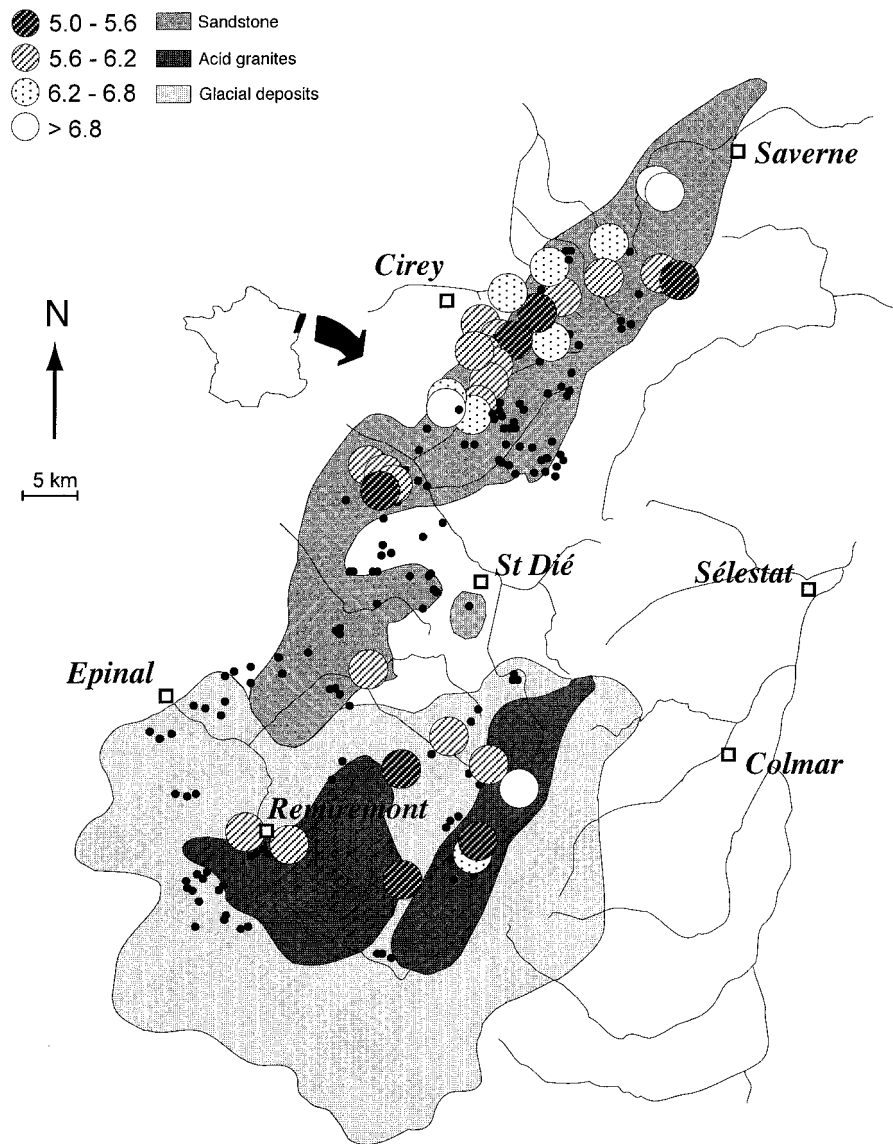 5.0 - 5.6 Sandstone
5.6 - 6.2 Acid granites
6.2 - 6.8 Glacial deposits
> 6.8
Saverne
Cirey
N
5 km
St Dié
Sélestat
Epinal
Colmar
Remiremont